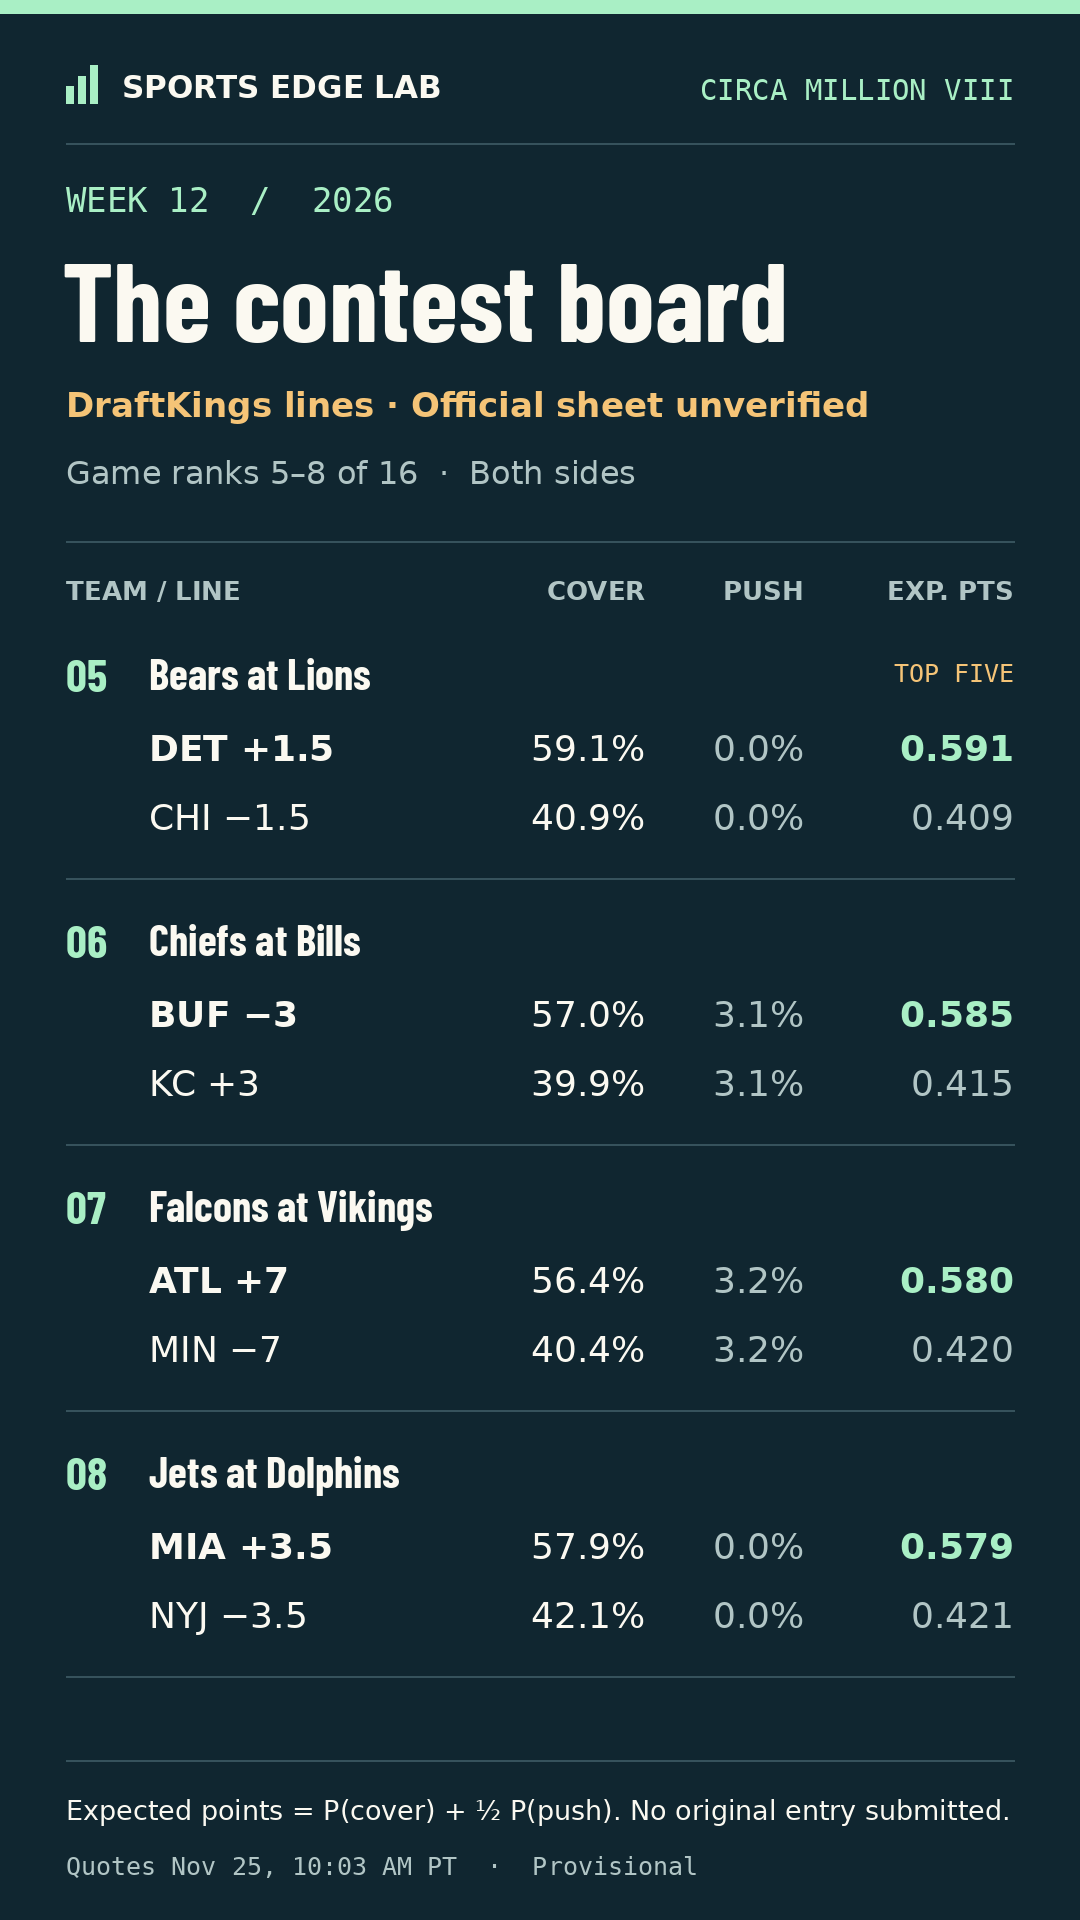 SPORTS EDGE LAB
CIRCA MILLION VIII
WEEK 12 / 2026
The contest board
DraftKings lines · Official sheet unverified
Game ranks 5–8 of 16 · Both sides
TEAM / LINE COVER PUSH EXP. PTS
05 Bears at Lions TOP FIVE
DET +1.5 59.1% 0.0% 0.591
CHI −1.5 40.9% 0.0% 0.409
06 Chiefs at Bills
BUF −3 57.0% 3.1% 0.585
KC +3 39.9% 3.1% 0.415
07 Falcons at Vikings
ATL +7 56.4% 3.2% 0.580
MIN −7 40.4% 3.2% 0.420
08 Jets at Dolphins
MIA +3.5 57.9% 0.0% 0.579
NYJ −3.5 42.1% 0.0% 0.421
Expected points = P(cover) + ½ P(push). No original entry submitted.
Quotes Nov 25, 10:03 AM PT · Provisional